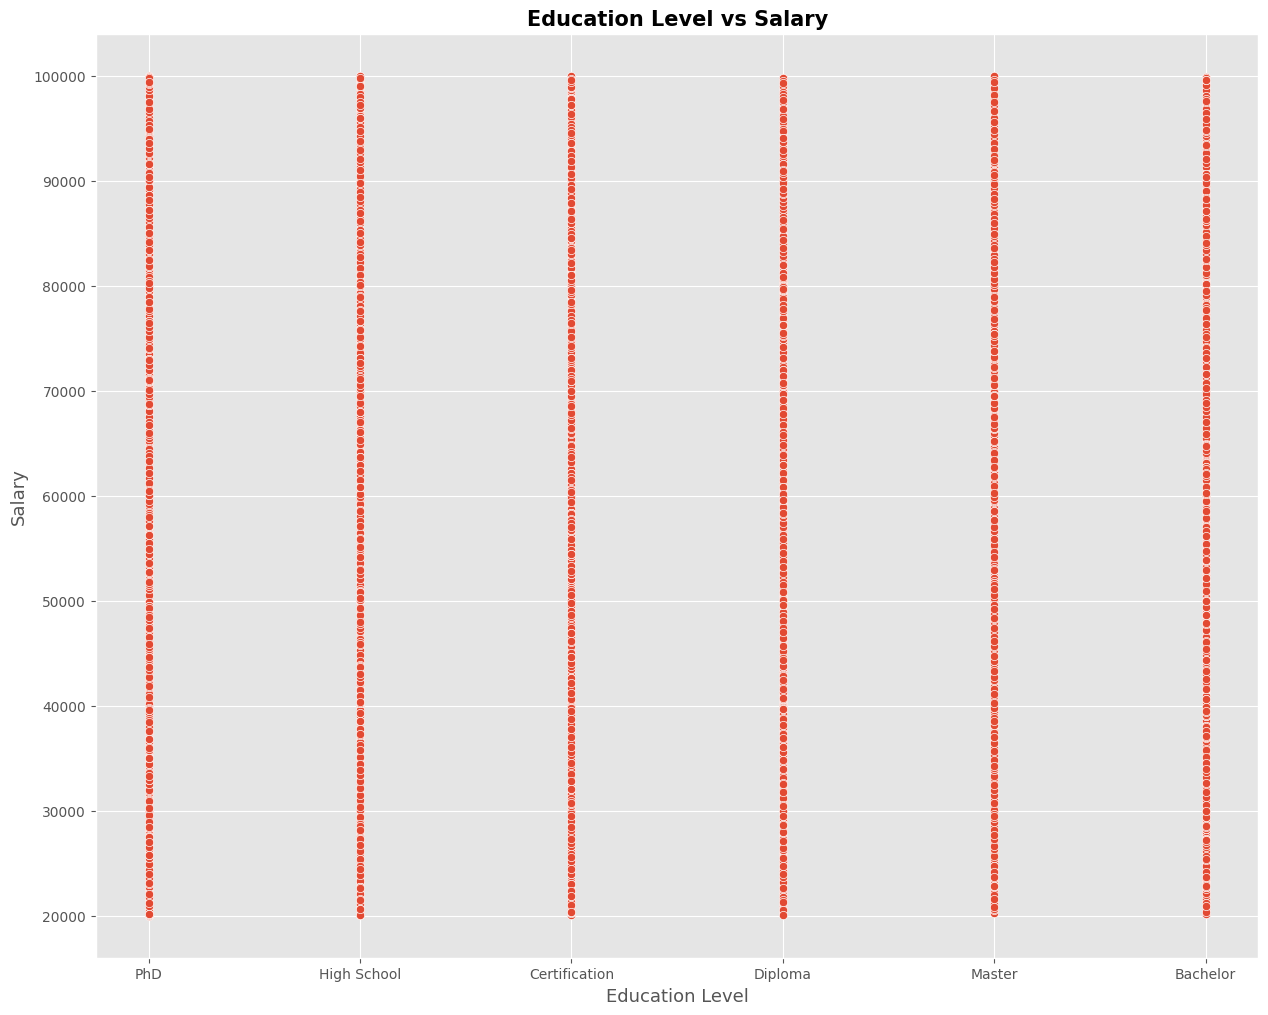 Education Level vs Salary
100000
90000
80000
70000
60000
50000
40000
30000
20000
Salary
PhD High School Certification Diploma Master Bachelor
Education Level